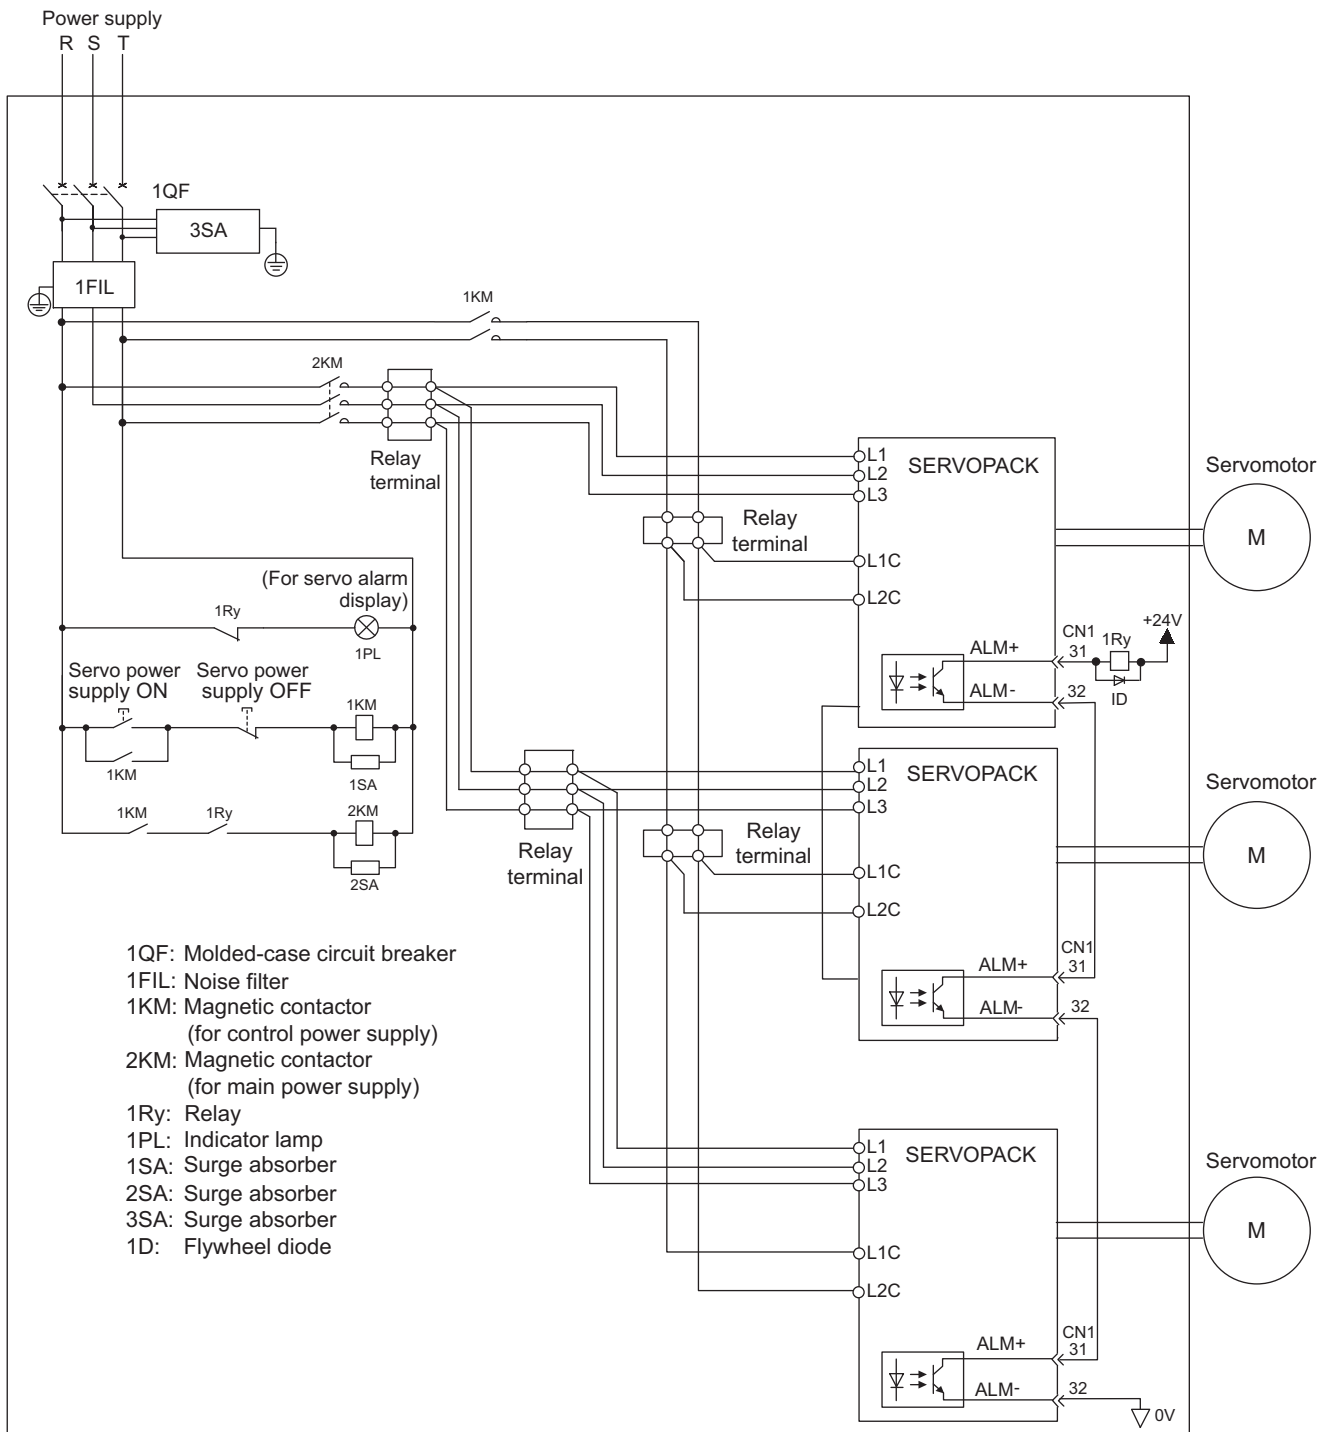 Power supply
R S T
1QF
3SA
1FIL
1KM
2KM
Relay
terminal
L1
L2
L3
SERVOPACK
Servomotor
M
Relay
terminal
L1C
L2C
(For servo alarm
display)
1Ry
1PL
ALM+
ALM-
CN1
31
32
1Ry
+24V
ID
Servo power
supply ON
Servo power
supply OFF
1KM
1KM
1SA
1KM
1Ry
2KM
2SA
Relay
terminal
L1
L2
L3
SERVOPACK
Servomotor
M
Relay
terminal
L1C
L2C
ALM+
ALM-
CN1
31
32
1QF: Molded-case circuit breaker
1FIL: Noise filter
1KM: Magnetic contactor
(for control power supply)
2KM: Magnetic contactor
(for main power supply)
1Ry: Relay
1PL: Indicator lamp
1SA: Surge absorber
2SA: Surge absorber
3SA: Surge absorber
1D: Flywheel diode
L1
L2
L3
SERVOPACK
Servomotor
M
L1C
L2C
ALM+
ALM-
CN1
31
32
0V